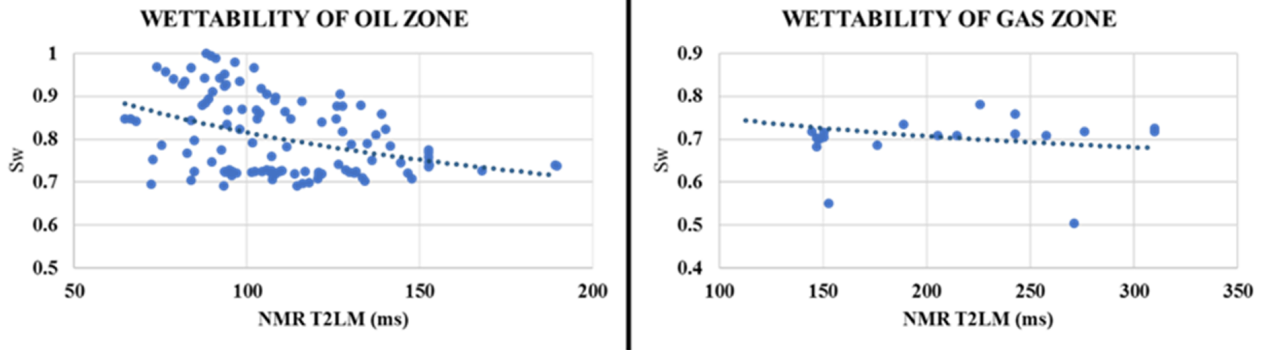 WETTABILITY OF OIL ZONE
1
0.9
0.8
0.7
0.6
0.5
Sw
50 100 150 200
NMR T2LM (ms)
WETTABILITY OF GAS ZONE
0.9
0.8
0.7
0.6
0.5
0.4
Sw
100 150 200 250 300 350
NMR T2LM (ms)